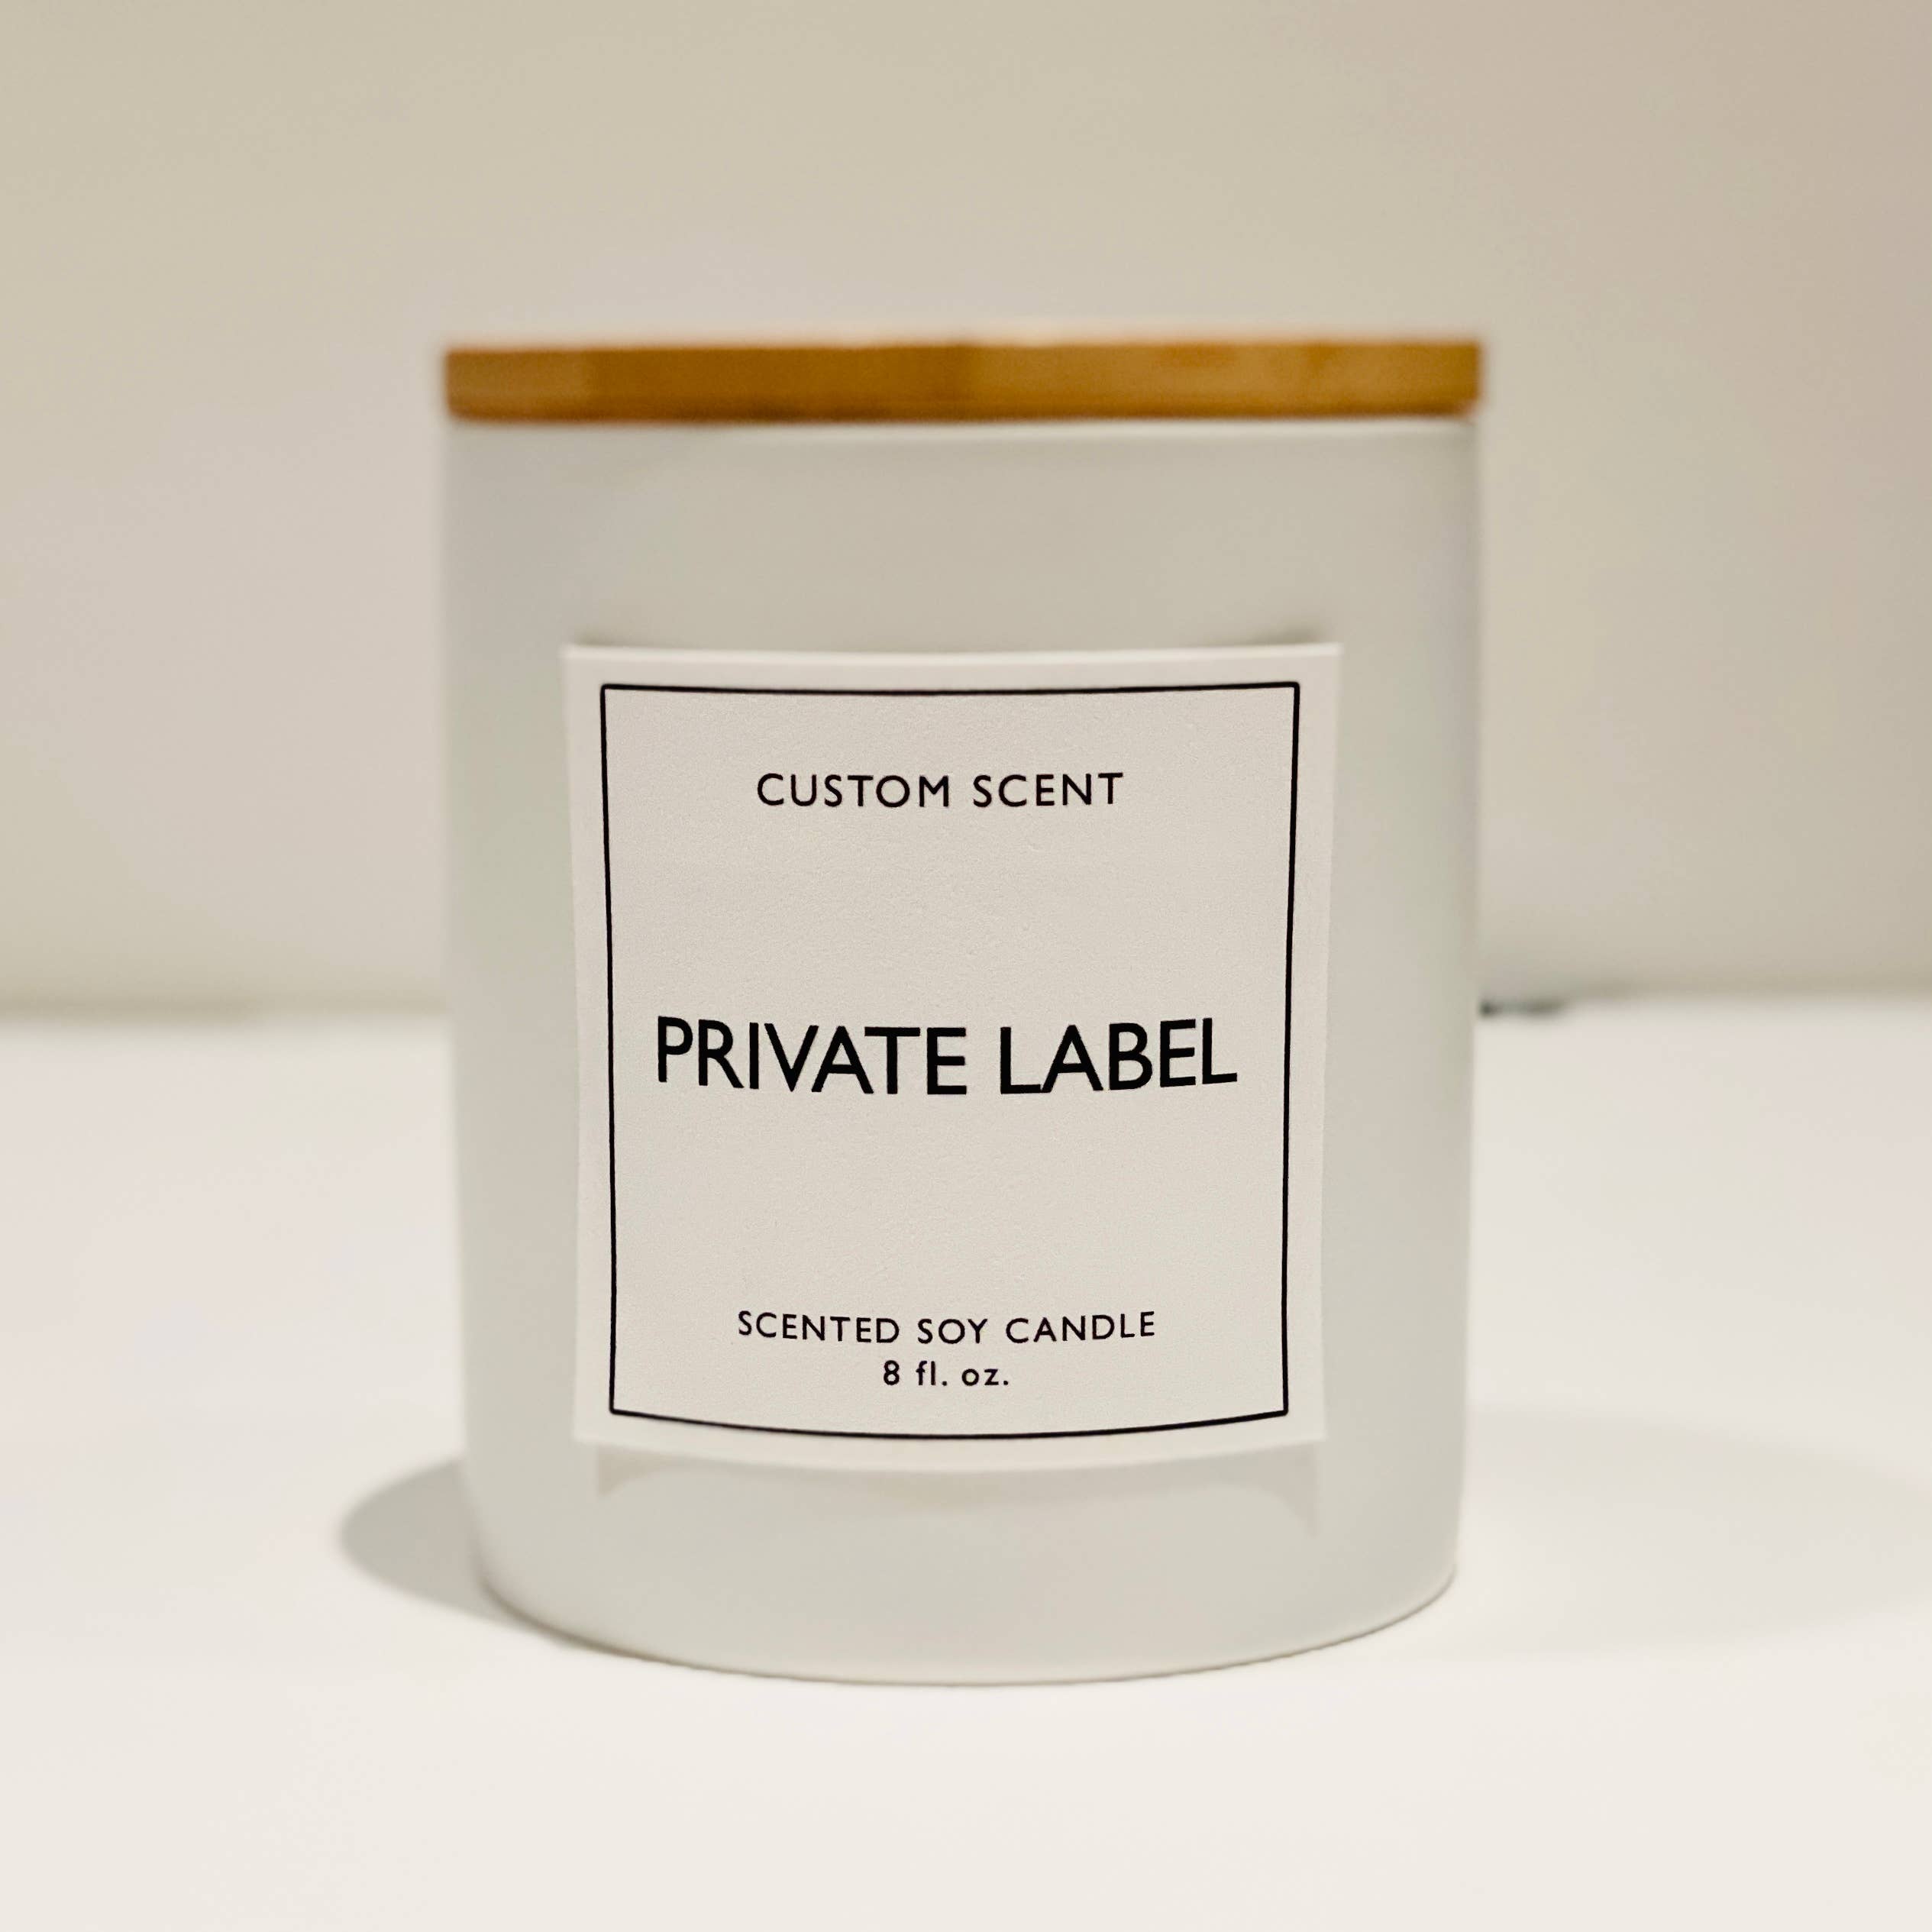 CUSTOM SCENT
PRIVATE LABEL
SCENTED SOY CANDLE
8 fl. oz.